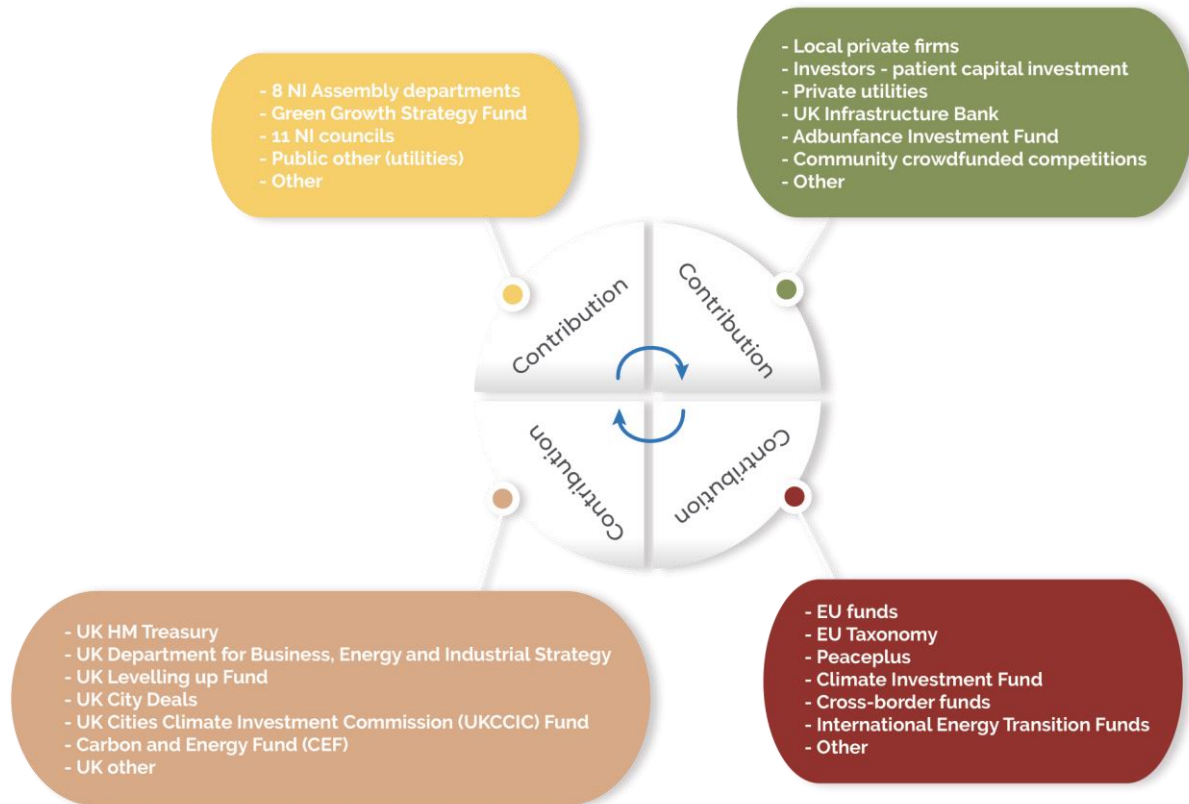 - 8 NI Assembly departments
- Green Growth Strategy Fund
- 11 NI councils
- Public other (utilities)
- Other
- Local private firms
- Investors - patient capital investment
- Private utilities
- UK Infrastructure Bank
- Adbunfance Investment Fund
- Community crowdfunded competitions
- Other
Contribution
Contribution
Contribution
Contribution
- UK HM Treasury
- UK Department for Business, Energy and Industrial Strategy
- UK Levelling up Fund
- UK City Deals
- UK Cities Climate Investment Commission (UKCCIC) Fund
- Carbon and Energy Fund (CEF)
- UK other
- EU funds
- EU Taxonomy
- Peaceplus
- Climate Investment Fund
- Cross-border funds
- International Energy Transition Funds
- Other